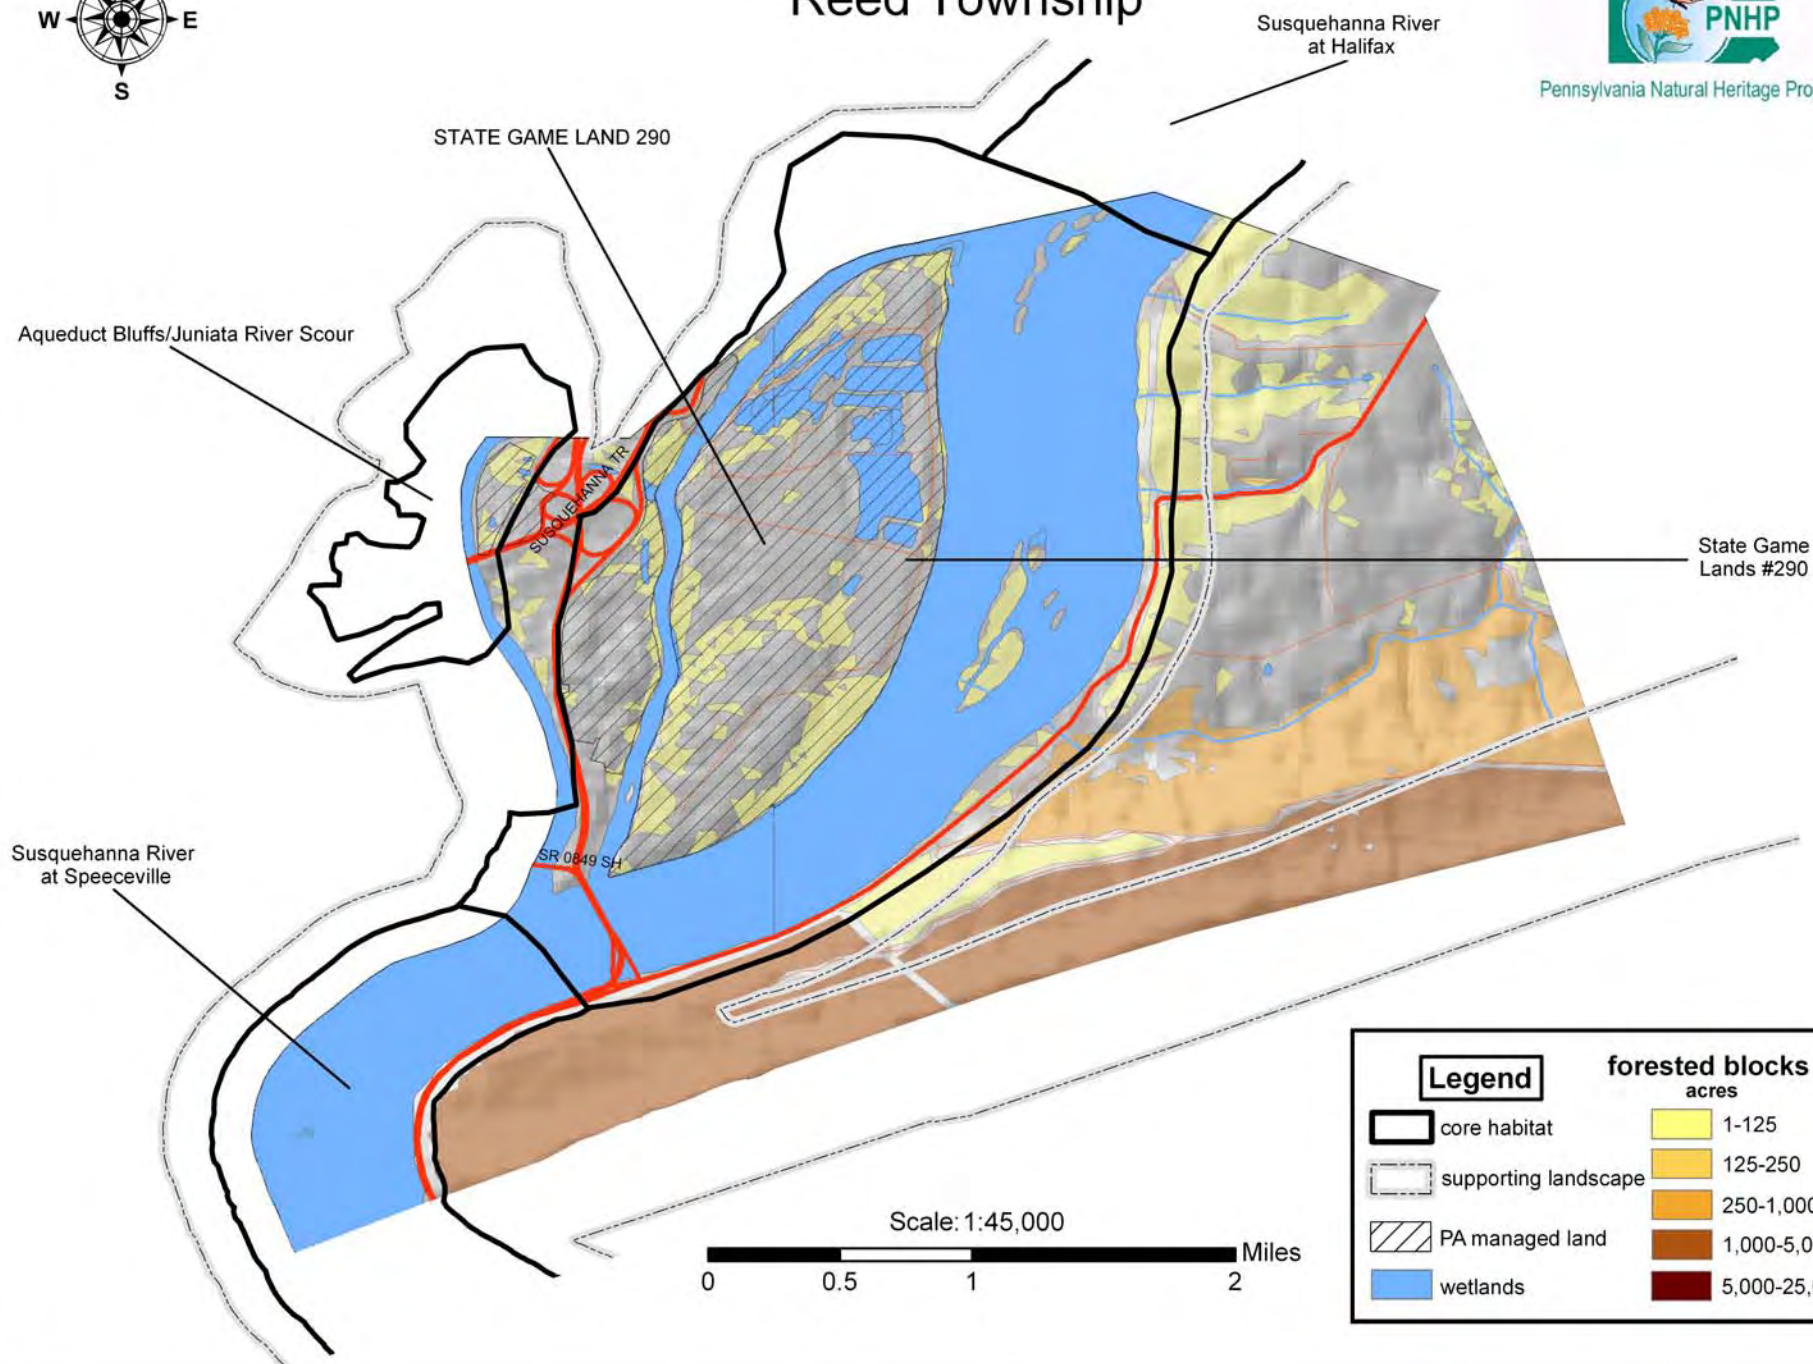 Reed Township
W
E
S
PNHP
Pennsylvania Natural Heritage Pro
Susquehanna River
at Halifax
STATE GAME LAND 290
Aqueduct Bluffs/Juniata River Scour
SUSQUEHANNA TR
State Game
Lands #290
SR 0849 SH
Susquehanna River
at Speeceville
Scale: 1:45,000
Miles
0 0.5 1 2
Legend
core habitat
supporting landscape
PA managed land
wetlands
forested blocks
acres
1-125
125-250
250-1,000
1,000-5,0
5,000-25,